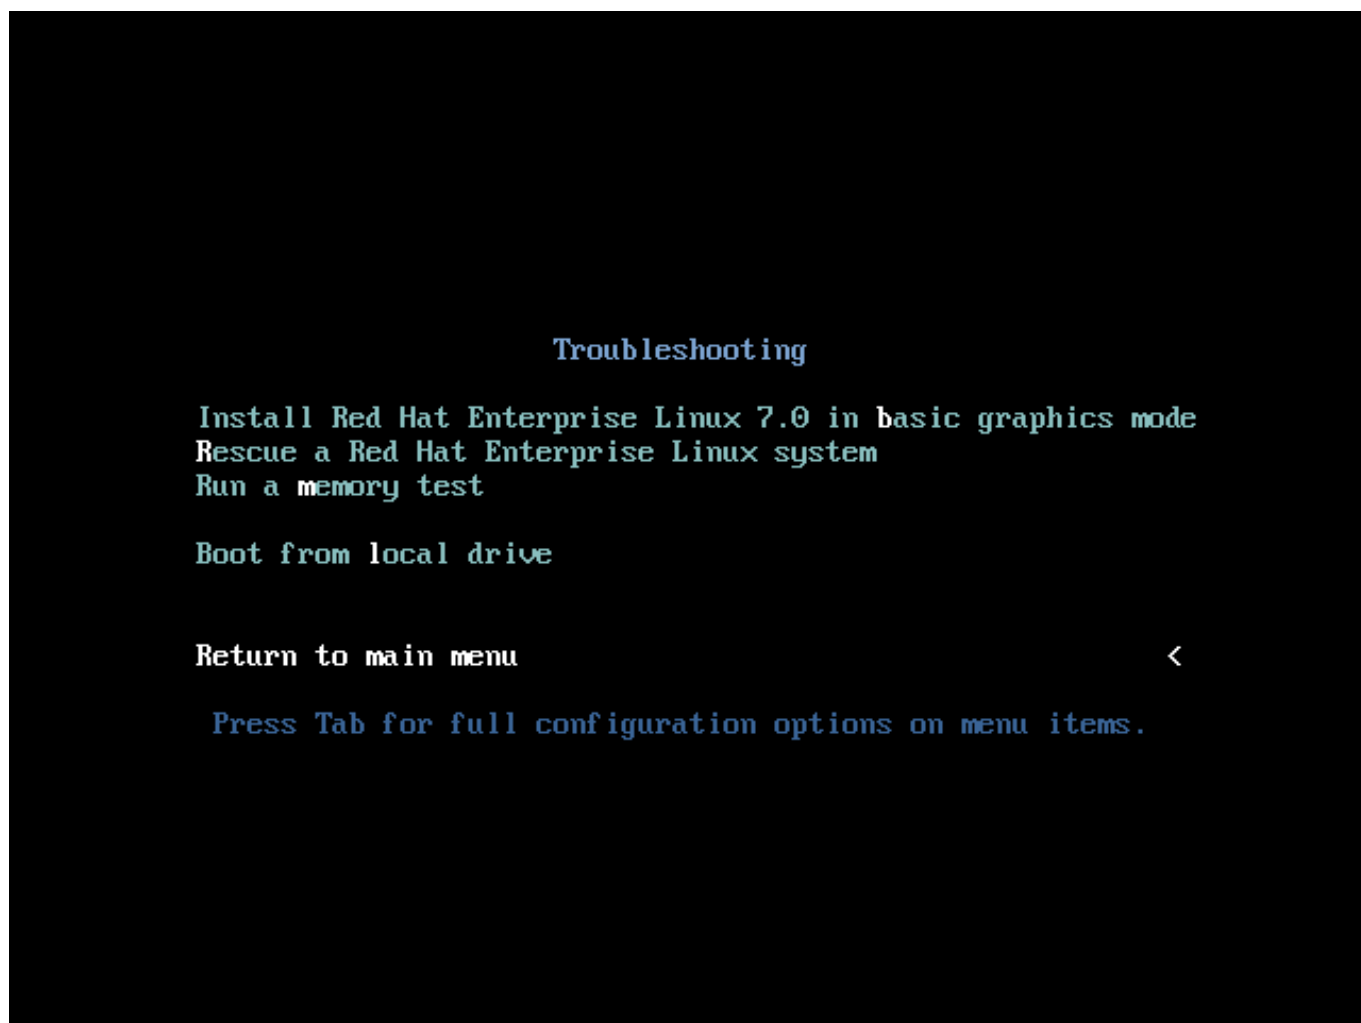 Troubleshooting
Install Red Hat Enterprise Linux 7.0 in basic graphics mode
Rescue a Red Hat Enterprise Linux system
Run a memory test
Boot from local drive
Return to main menu <
Press Tab for full configuration options on menu items.